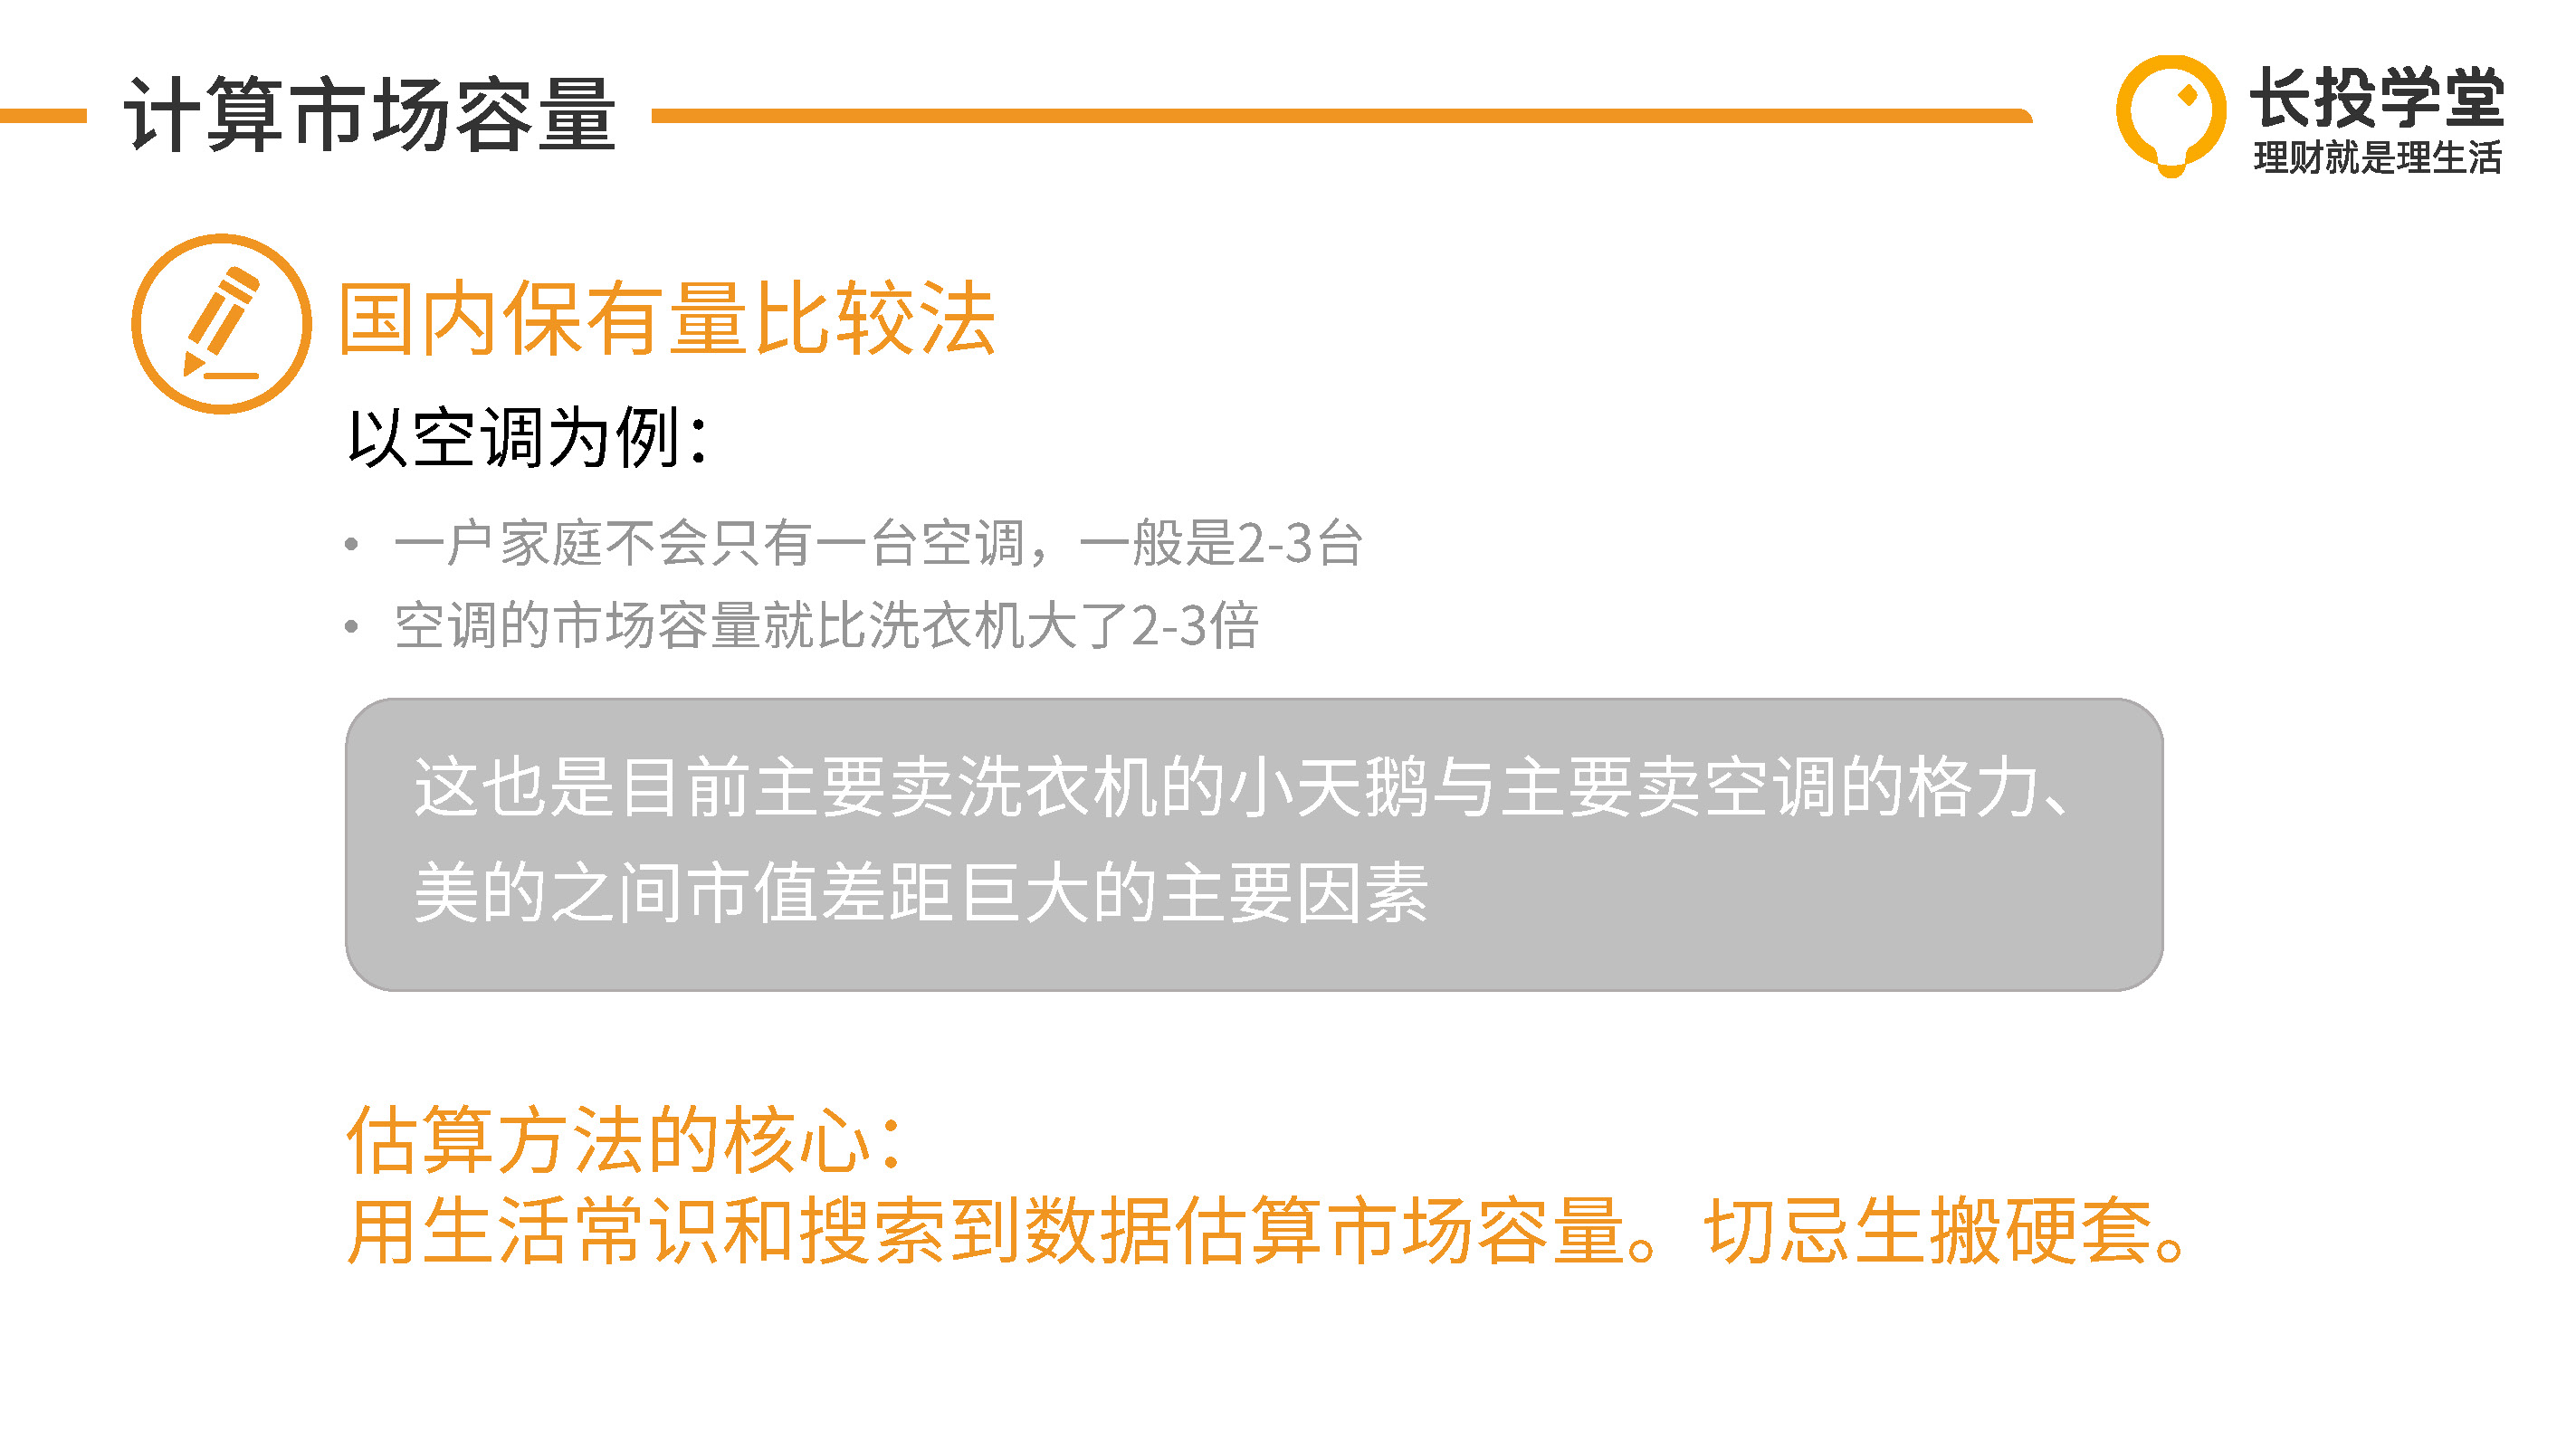 计算市场容量
长投学堂
理财就是理生活
国内保有量比较法
以空调为例：
• 一户家庭不会只有一台空调，一般是2-3台
• 空调的市场容量就比洗衣机大了2-3倍
这也是目前主要卖洗衣机的小天鹅与主要卖空调的格力、
美的之间市值差距巨大的主要因素
估算方法的核心：
用生活常识和搜索到数据估算市场容量。切忌生搬硬套。